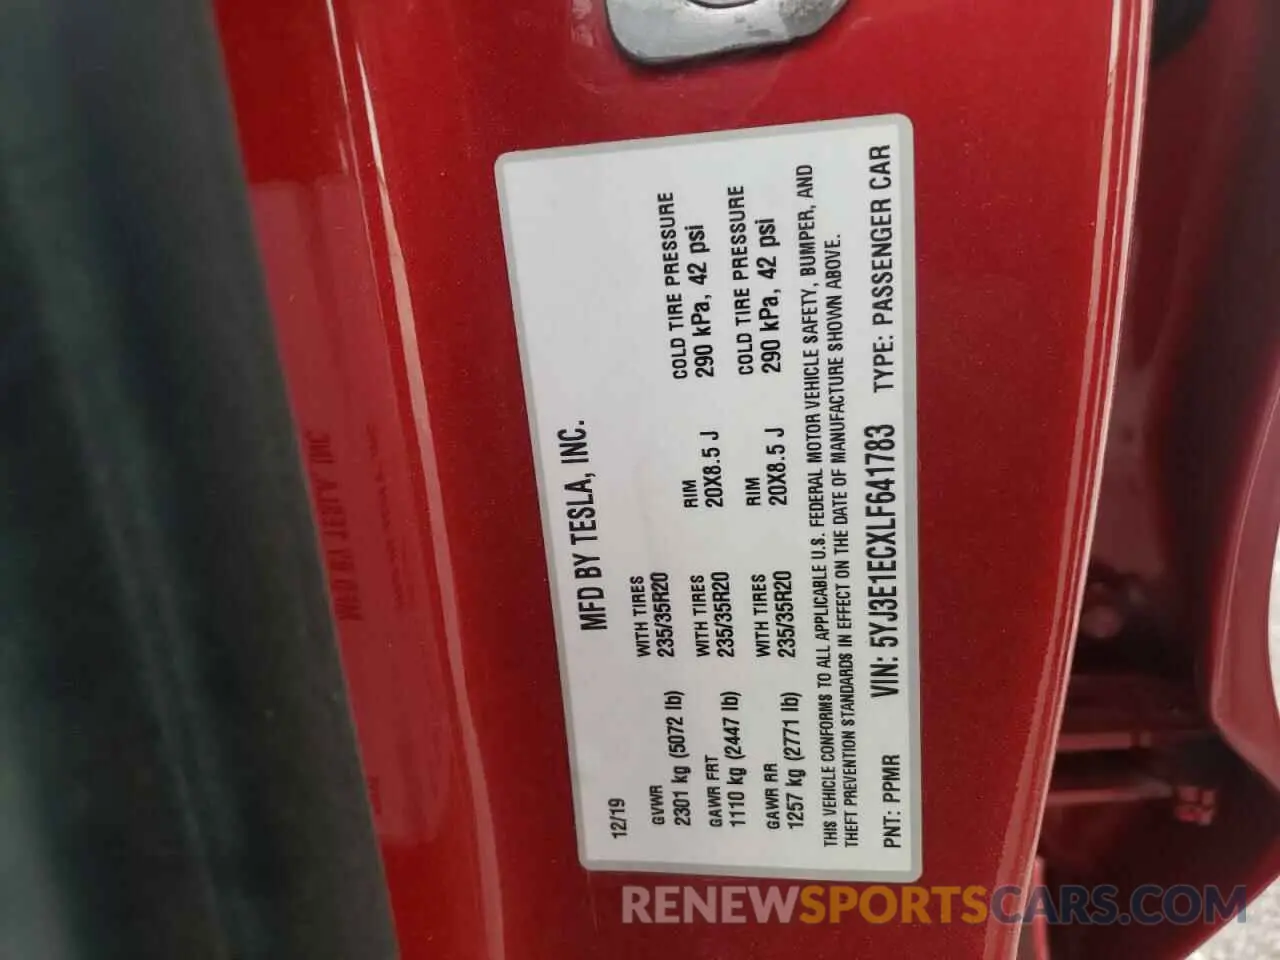 MFD BY TESLA, INC.
12/19
GVWR
2301 kg (5072 lb)
WITH TIRES
235/35R20
RIM
20X8.5 J
COLD TIRE PRESSURE
290 kPa, 42 psi
GAWR FRT
1110 kg (2447 lb)
WITH TIRES
235/35R20
RIM
20X8.5 J
COLD TIRE PRESSURE
290 kPa, 42 psi
GAWR RR
1257 kg (2771 lb)
WITH TIRES
235/35R20
THIS VEHICLE CONFORMS TO ALL APPLICABLE U.S. FEDERAL MOTOR VEHICLE SAFETY, BUMPER, AND
THEFT PREVENTION STANDARDS IN EFFECT ON THE DATE OF MANUFACTURE SHOWN ABOVE.
PNT: PPMR VIN: 5YJ3E1ECXLF641783 TYPE: PASSENGER CAR
RENEWSPORTSCARS.COM